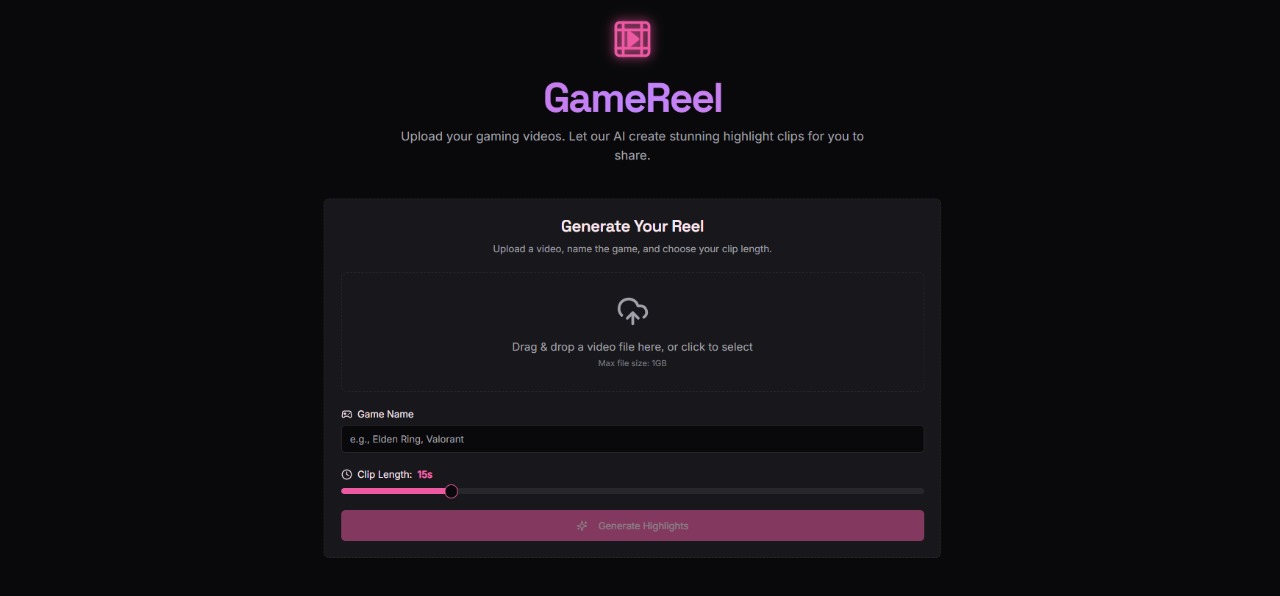 GameReel
Upload your gaming videos. Let our AI create stunning highlight clips for you to
share.
Generate Your Reel
Upload a video, name the game, and choose your clip length.
Drag & drop a video file here, or click to select
Max file size: 1GB
Game Name
e.g., Elden Ring, Valorant
Clip Length: 15s
Generate Highlights